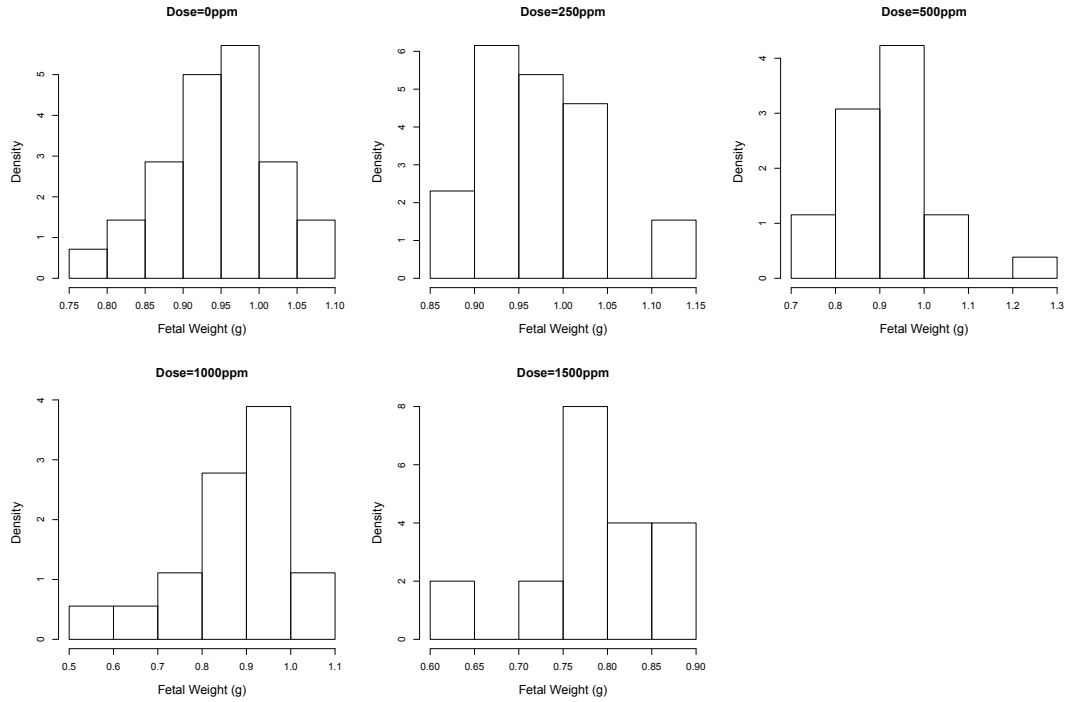 Dose=0ppm
Density
0 1 2 3 4 5
0.75 0.80 0.85 0.90 0.95 1.00 1.05 1.10
Fetal Weight (g)
Dose=250ppm
Density
0 1 2 3 4 5 6
0.85 0.90 0.95 1.00 1.05 1.10 1.15
Fetal Weight (g)
Dose=500ppm
Density
0 1 2 3 4
0.7 0.8 0.9 1.0 1.1 1.2 1.3
Fetal Weight (g)
Dose=1000ppm
Density
0 1 2 3 4
0.5 0.6 0.7 0.8 0.9 1.0 1.1
Fetal Weight (g)
Dose=1500ppm
Density
0 2 4 6 8
0.60 0.65 0.70 0.75 0.80 0.85 0.90
Fetal Weight (g)